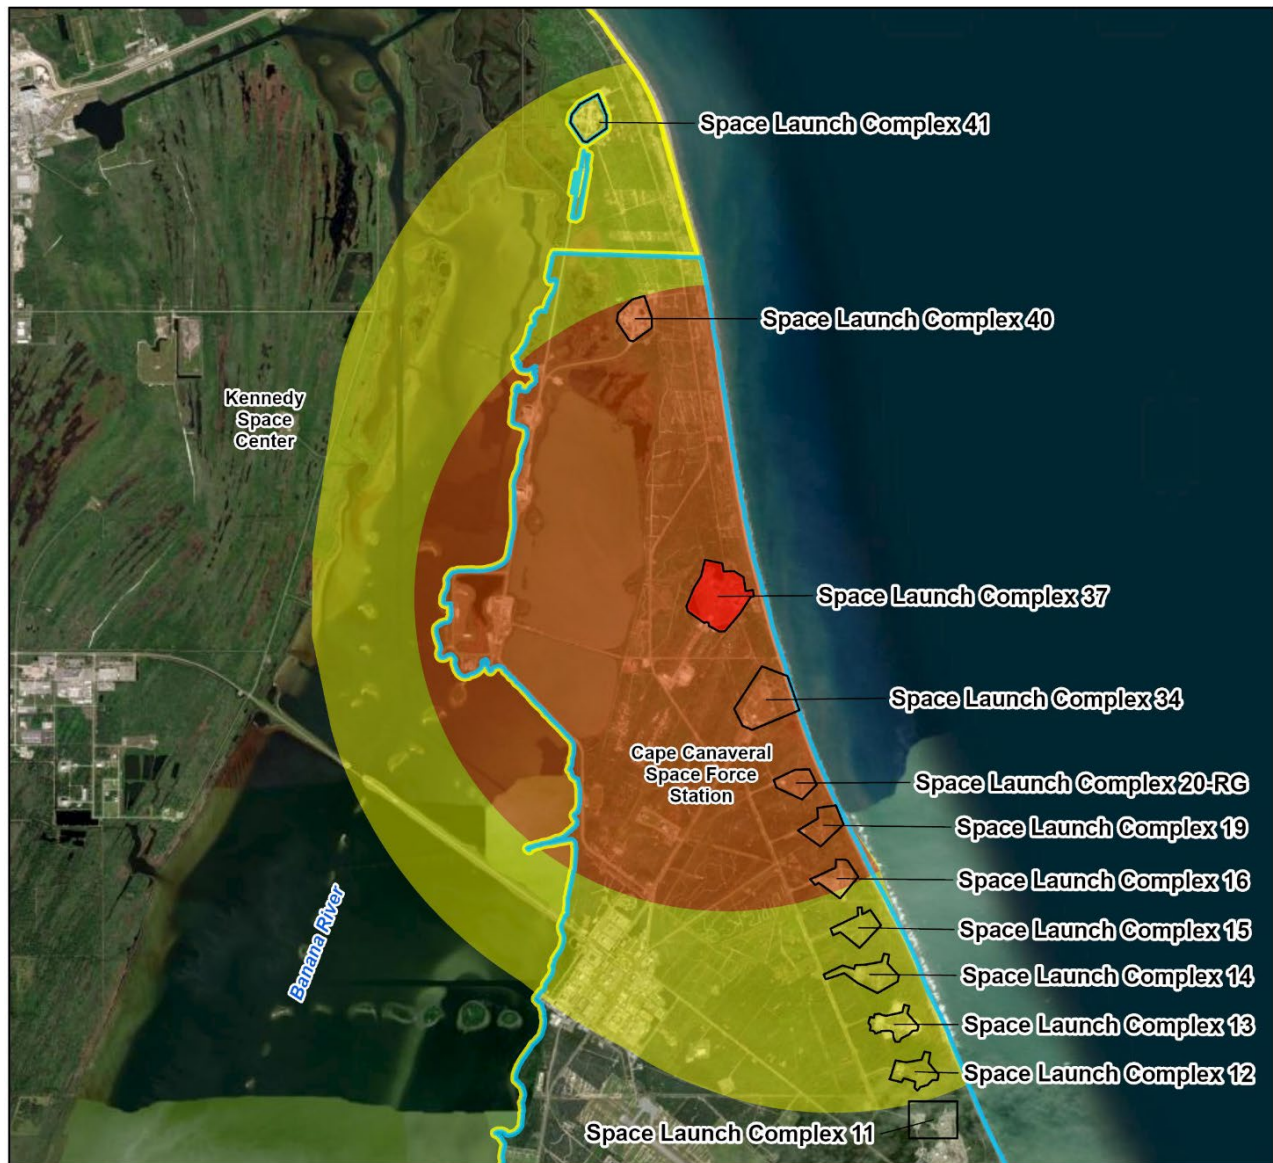 Space Launch Complex 41
Space Launch Complex 40
Kennedy
Space
Center
Space Launch Complex 37
Space Launch Complex 34
Cape Canaveral
Space Force
Station
Space Launch Complex 20-RG
Space Launch Complex 19
Space Launch Complex 16
Space Launch Complex 15
Banana River
Space Launch Complex 14
Space Launch Complex 13
Space Launch Complex 12
Space Launch Complex 11